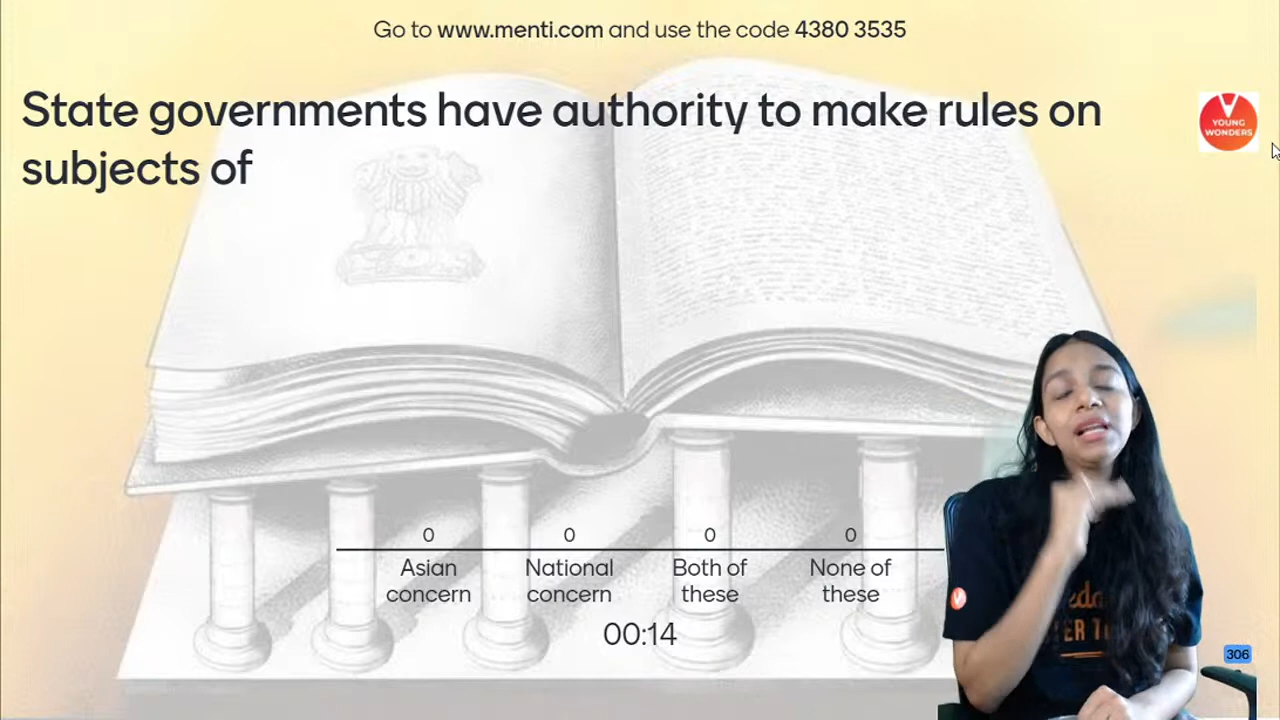 Go to www.menti.com and use the code 4380 3535
State governments have authority to make rules on
subjects of
YOUNG
WONDERS
0
0
0
0
Asian
concern
National
concern
Both of
these
None of
these
00:14
306